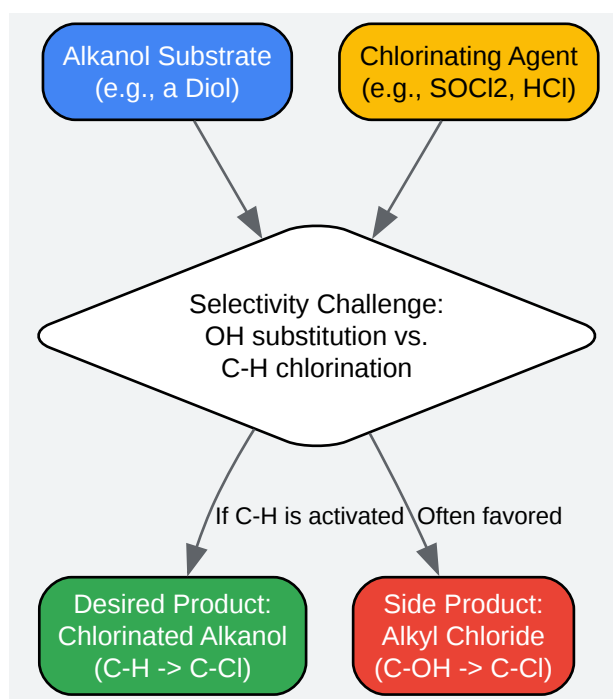 Alkanol Substrate
(e.g., a Diol)
Chlorinating Agent
(e.g., SOCl2, HCl)
Selectivity Challenge:
OH substitution vs.
C-H chlorination
If C-H is activated
Often favored
Desired Product:
Chlorinated Alkanol
(C-H -> C-Cl)
Side Product:
Alkyl Chloride
(C-OH -> C-Cl)